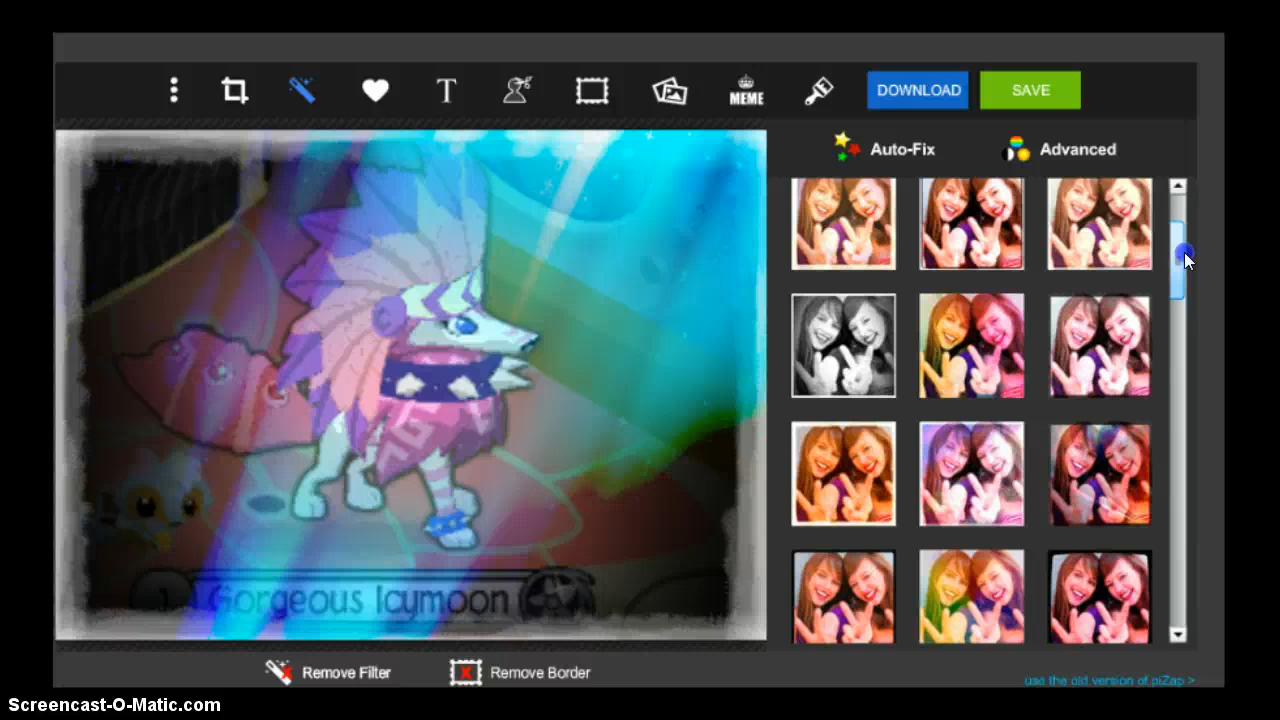 T
MEME
DOWNLOAD
SAVE
Auto-Fix
Advanced
Gorgeous Icymoon
Remove Filter
Remove Border
use the old version of piZap >
Screencast-O-Matic.com